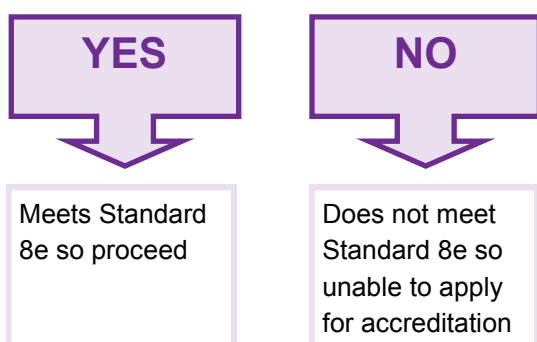 YES
NO
Meets Standard
8e so proceed
Does not meet
Standard 8e so
unable to apply
for accreditation